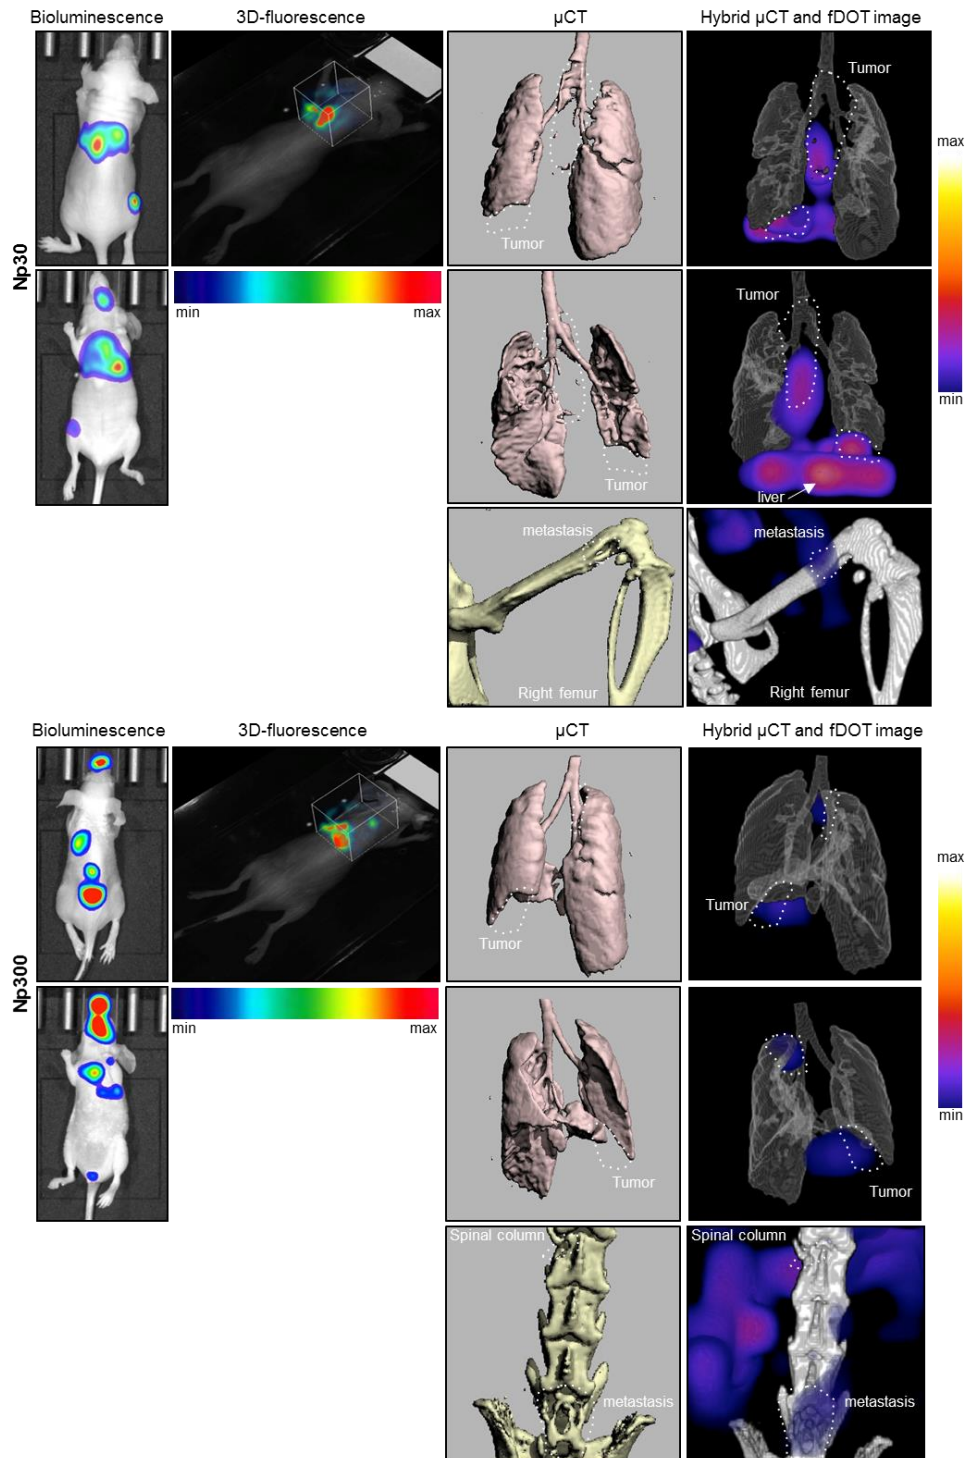 Bioluminescence 3D-fluorescence µCT Hybrid µCT and fDOT image
Tumor
max
Tumor
Np30
min max
Tumor
min
Tumor
liver
metastasis metastasis
Right femur Right femur
Bioluminescence 3D-fluorescence µCT Hybrid µCT and fDOT image
max
Tumor
Tumor
Np300
min max
min
Tumor
Tumor
Spinal column Spinal column
metastasis metastasis